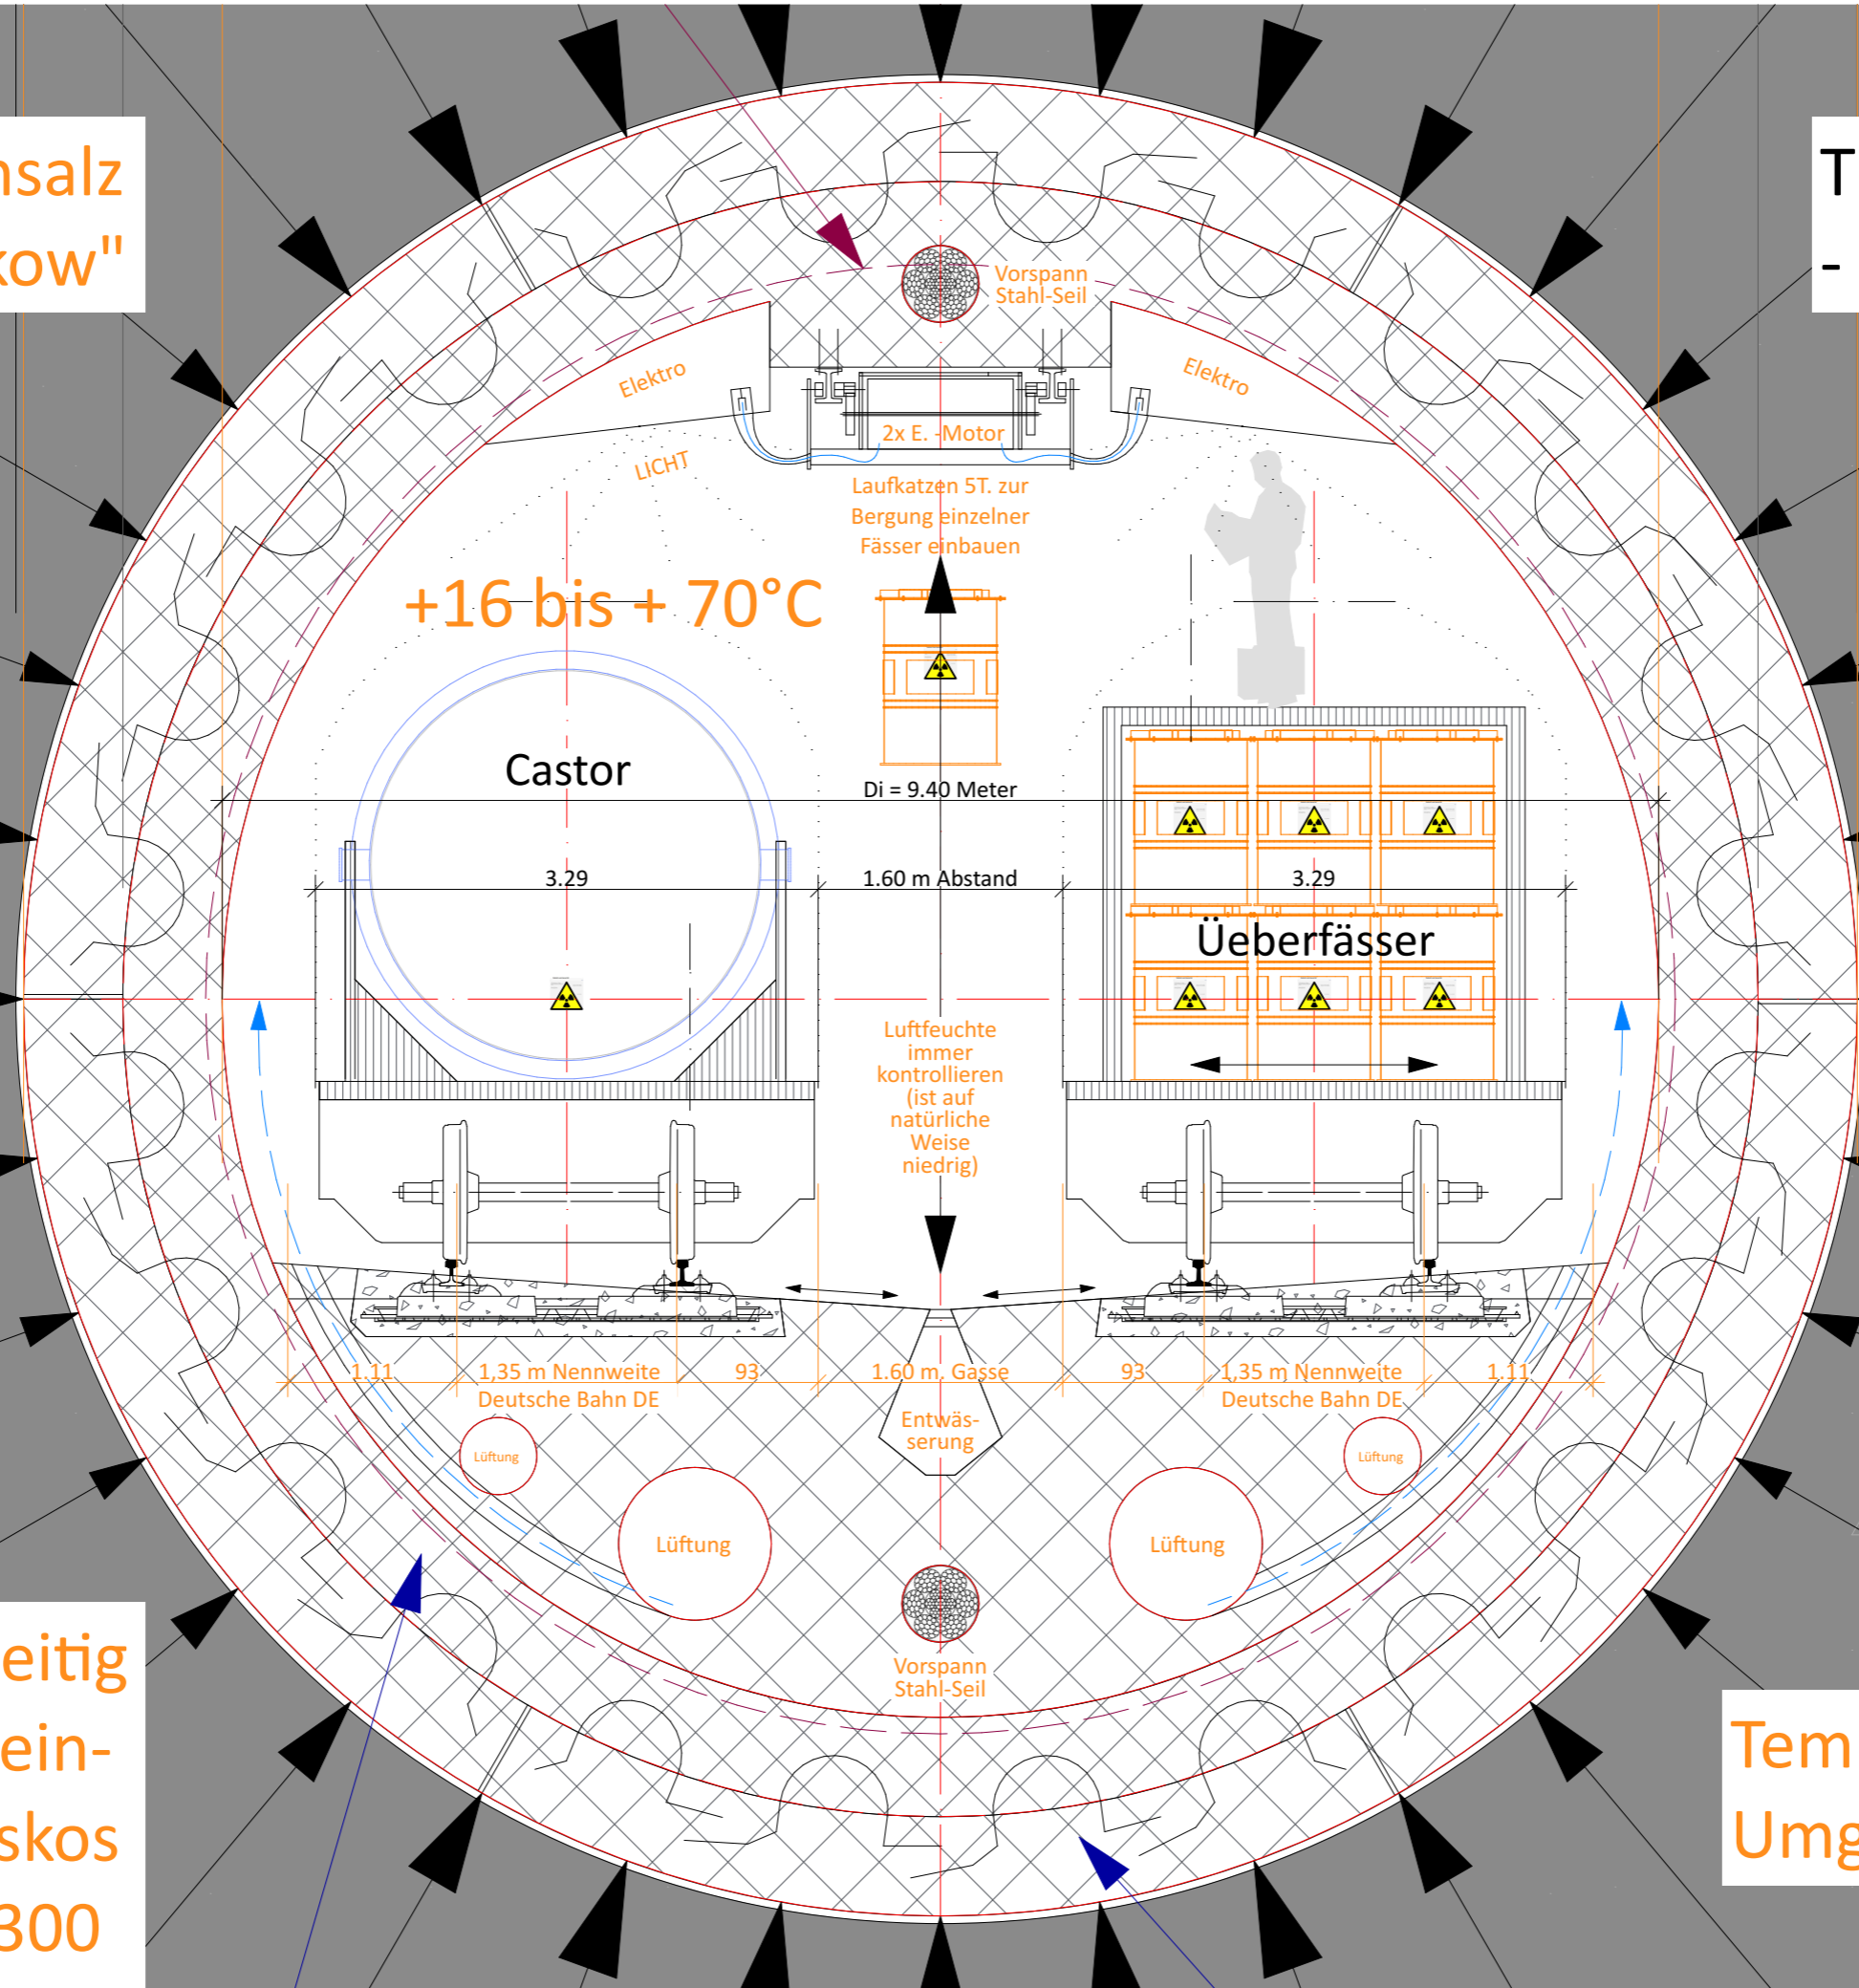 nsalz
kow"
T
-
Vorspann
Stahl-Seil
Elektro
Elektro
2x E. -Motor
LICHT
Laufkatzen 5T. zur
Bergung einzelner
Fässer einbauen
+16 bis + 70°C
Castor
Di = 9.40 Meter
3.29
1.60 m Abstand
3.29
Üeberfässer
Luftfeuchte
immer
kontrollieren
(ist auf
natürliche
Weise
niedrig)
1.11
1,35 m Nennweite
Deutsche Bahn DE
93
1.60 m. Gasse
93
1,35 m Nennweite
Deutsche Bahn DE
1.11
Entwäs-
serung
Lüftung
Lüftung
Lüftung
Lüftung
Vorspann
Stahl-Seil
eitig
ein-
skos
300
Tem
Umg